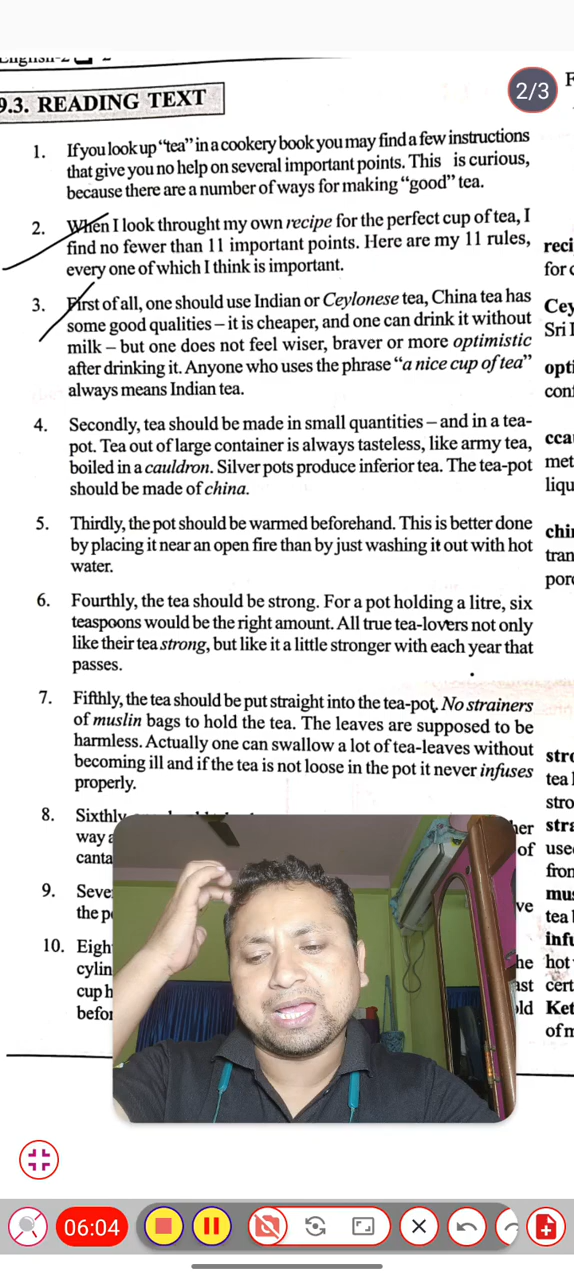 9.3. READING TEXT
2/3
1. If you look up “tea” in a cookery book you may find a few instructions
that give you no help on several important points. This is curious,
because there are a number of ways for making “good” tea.
2. When I look throught my own recipe for the perfect cup of tea, I
find no fewer than 11 important points. Here are my 11 rules,
every one of which I think is important.
3. First of all, one should use Indian or Ceylonese tea, China tea has
some good qualities – it is cheaper, and one can drink it without
milk – but one does not feel wiser, braver or more optimistic
after drinking it. Anyone who uses the phrase “a nice cup of tea”
always means Indian tea.
4. Secondly, tea should be made in small quantities – and in a tea-
pot. Tea out of large container is always tasteless, like army tea,
boiled in a cauldron. Silver pots produce inferior tea. The tea-pot
should be made of china.
5. Thirdly, the pot should be warmed beforehand. This is better done
by placing it near an open fire than by just washing it out with hot
water.
6. Fourthly, the tea should be strong. For a pot holding a litre, six
teaspoons would be the right amount. All true tea-lovers not only
like their tea strong, but like it a little stronger with each year that
passes.
7. Fifthly, the tea should be put straight into the tea-pot. No strainers
of muslin bags to hold the tea. The leaves are supposed to be
harmless. Actually one can swallow a lot of tea-leaves without
becoming ill and if the tea is not loose in the pot it never infuses
properly.
8. Sixthly
way
canta
of
9. Seve
the p
ve
10. Eigh
cylin
he
cup h
ast
befor
old
reci
for
Cey
Sri
opti
con
cca
met
liqu
chi
tran
por
stro
tea
stro
stra
use
fron
mus
tea
infu
hot
cert
Ket
of m
06:04